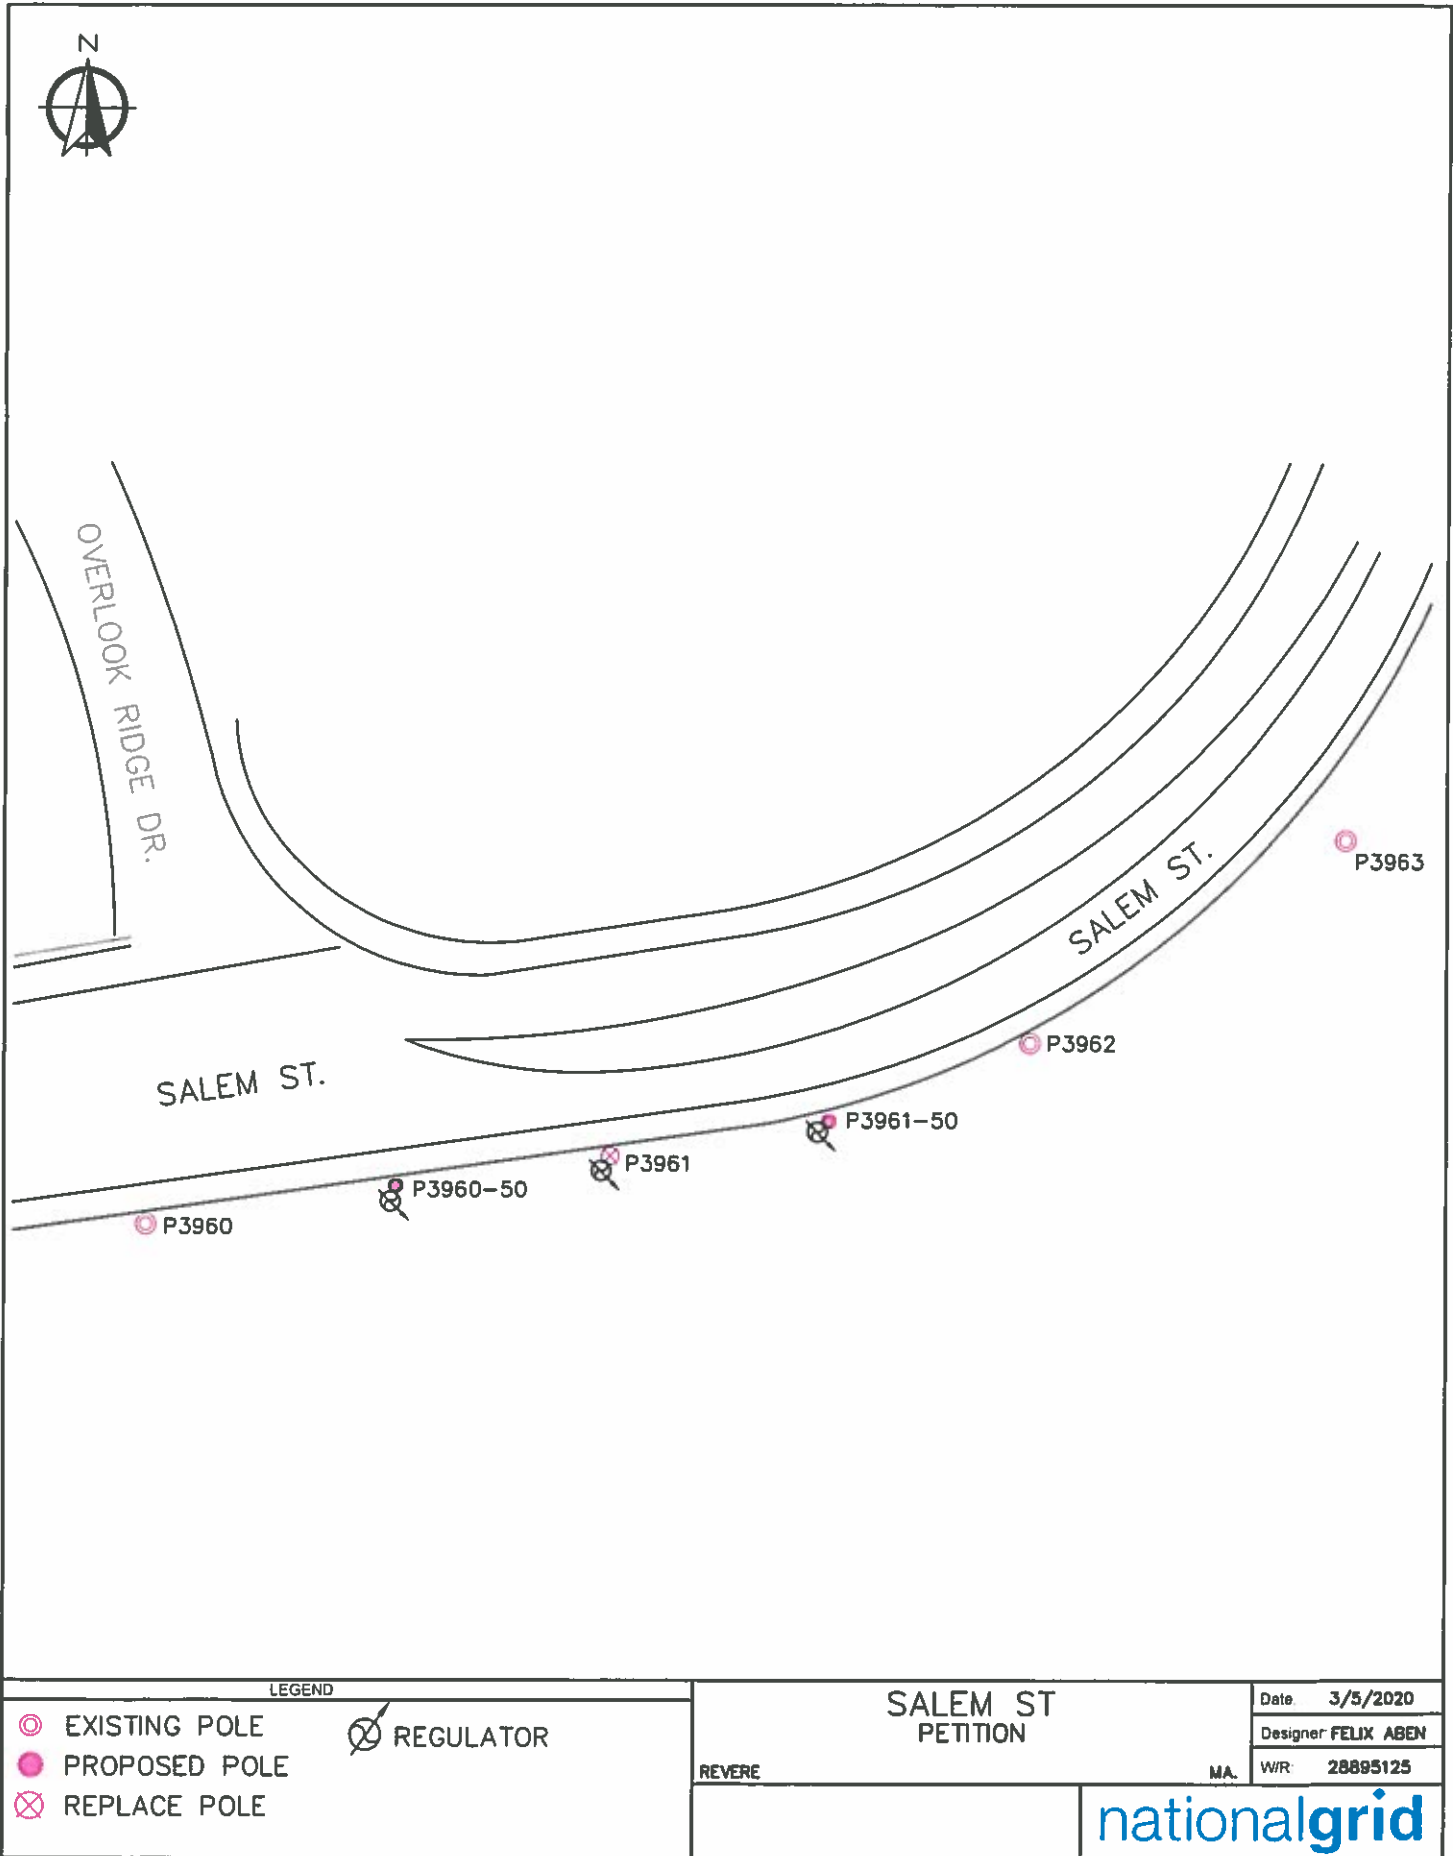 N
OVERLOOK RIDGE DR.
SALEM ST.
P3963
P3962
SALEM ST.
P3961-50
P3961
P3960-50
P3960
LEGEND
EXISTING POLE
REGULATOR
PROPOSED POLE
REPLACE POLE
SALEM ST
PETITION
REVERE MA.
Date: 3/5/2020
Designer FELIX ABEN
W/R: 28895125
nationalgrid